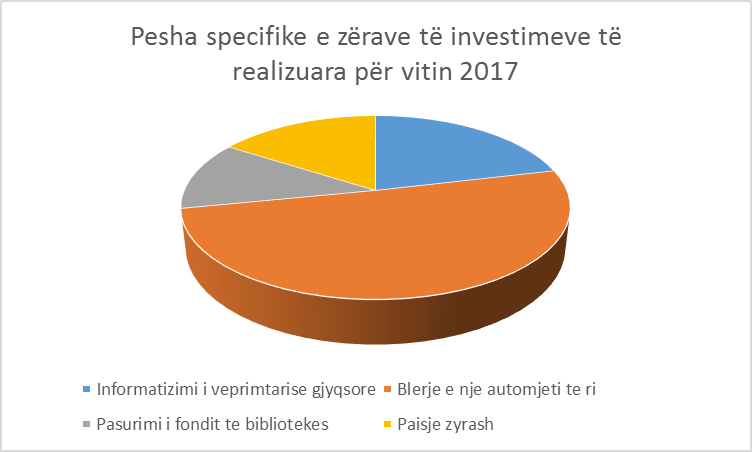 Pesha specifike e zërave të investimeve të
realizuara për vitin 2017
Informatizimi i veprimtarise gjyqsore
Blerje e nje automjeti te ri
Pasurimi i fondit te bibliotekes
Paisje zyrash